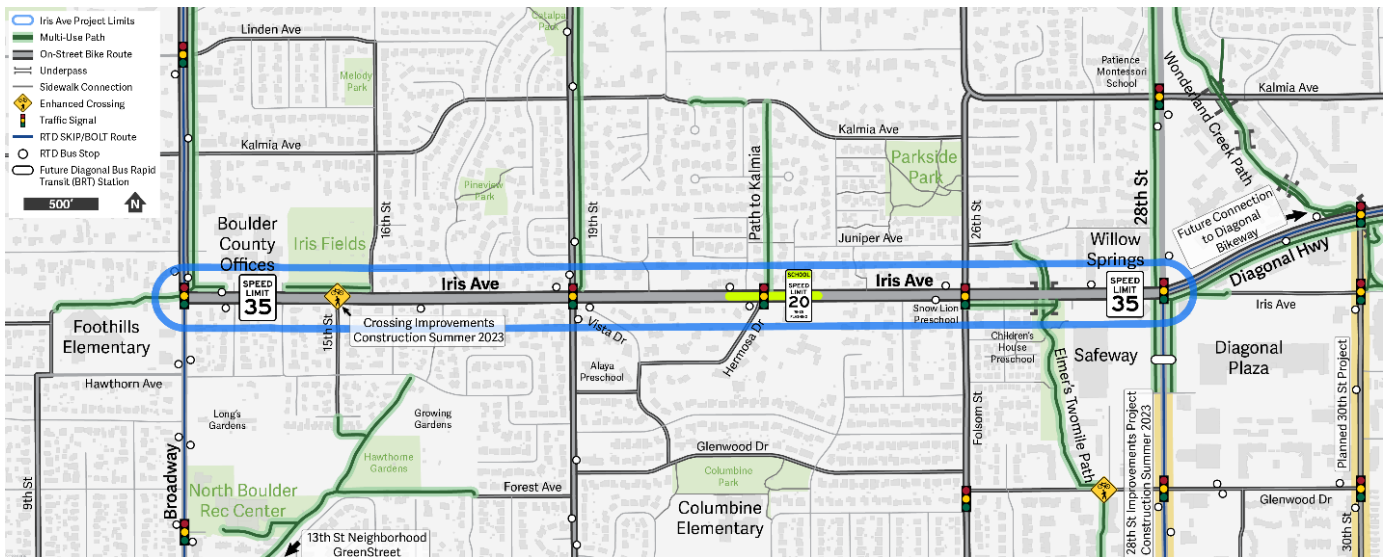 Iris Ave Project Limits
Multi-Use Path
On-Street Bike Route
Underpass
Sidewalk Connection
Enhanced Crossing
Traffic Signal
RTD SKIP/BOLT Route
RTD Bus Stop
Future Diagonal Bus Rapid
Transit (BRT) Station
500'
N
Linden Ave
Melody
Park
Catalpa
Park
Kalmia Ave
Pineview
Park
16th St
19th St
Path to Kalmia
Kalmia Ave
Parkside
Park
Juniper Ave
26th St
Patience
Montessori
School
28th St
Kalmia Ave
Wonderland Creek Path
Future Connection
to Diagonal
Bikeway
Diagonal Hwy
Willow
Springs
Boulder
County
Offices
Iris Fields
SPEED
LIMIT
35
Iris Ave
SCHOOL
SPEED
LIMIT
20
Iris Ave
SPEED
LIMIT
35
Iris Ave
Snow Lion
Preschool
Foothills
Elementary
15th St
Crossing Improvements
Construction Summer 2023
Vista Dr
Hermosa Dr
Alaya
Preschool
Children's
House
Preschool
Elmer's Twomile Path
Safeway
Diagonal
Plaza
Hawthorn Ave
Long's
Gardens
Growing
Gardens
Hawthorne
Gardens
Broadway
9th St
North Boulder
Rec Center
Forest Ave
13th St Neighborhood
GreenStreet
Glenwood Dr
Columbine
Park
Columbine
Elementary
Folsom St
28th St Improvements Project
Construction Summer 2023
Planned 30th St Project
Glenwood Dr
30th St